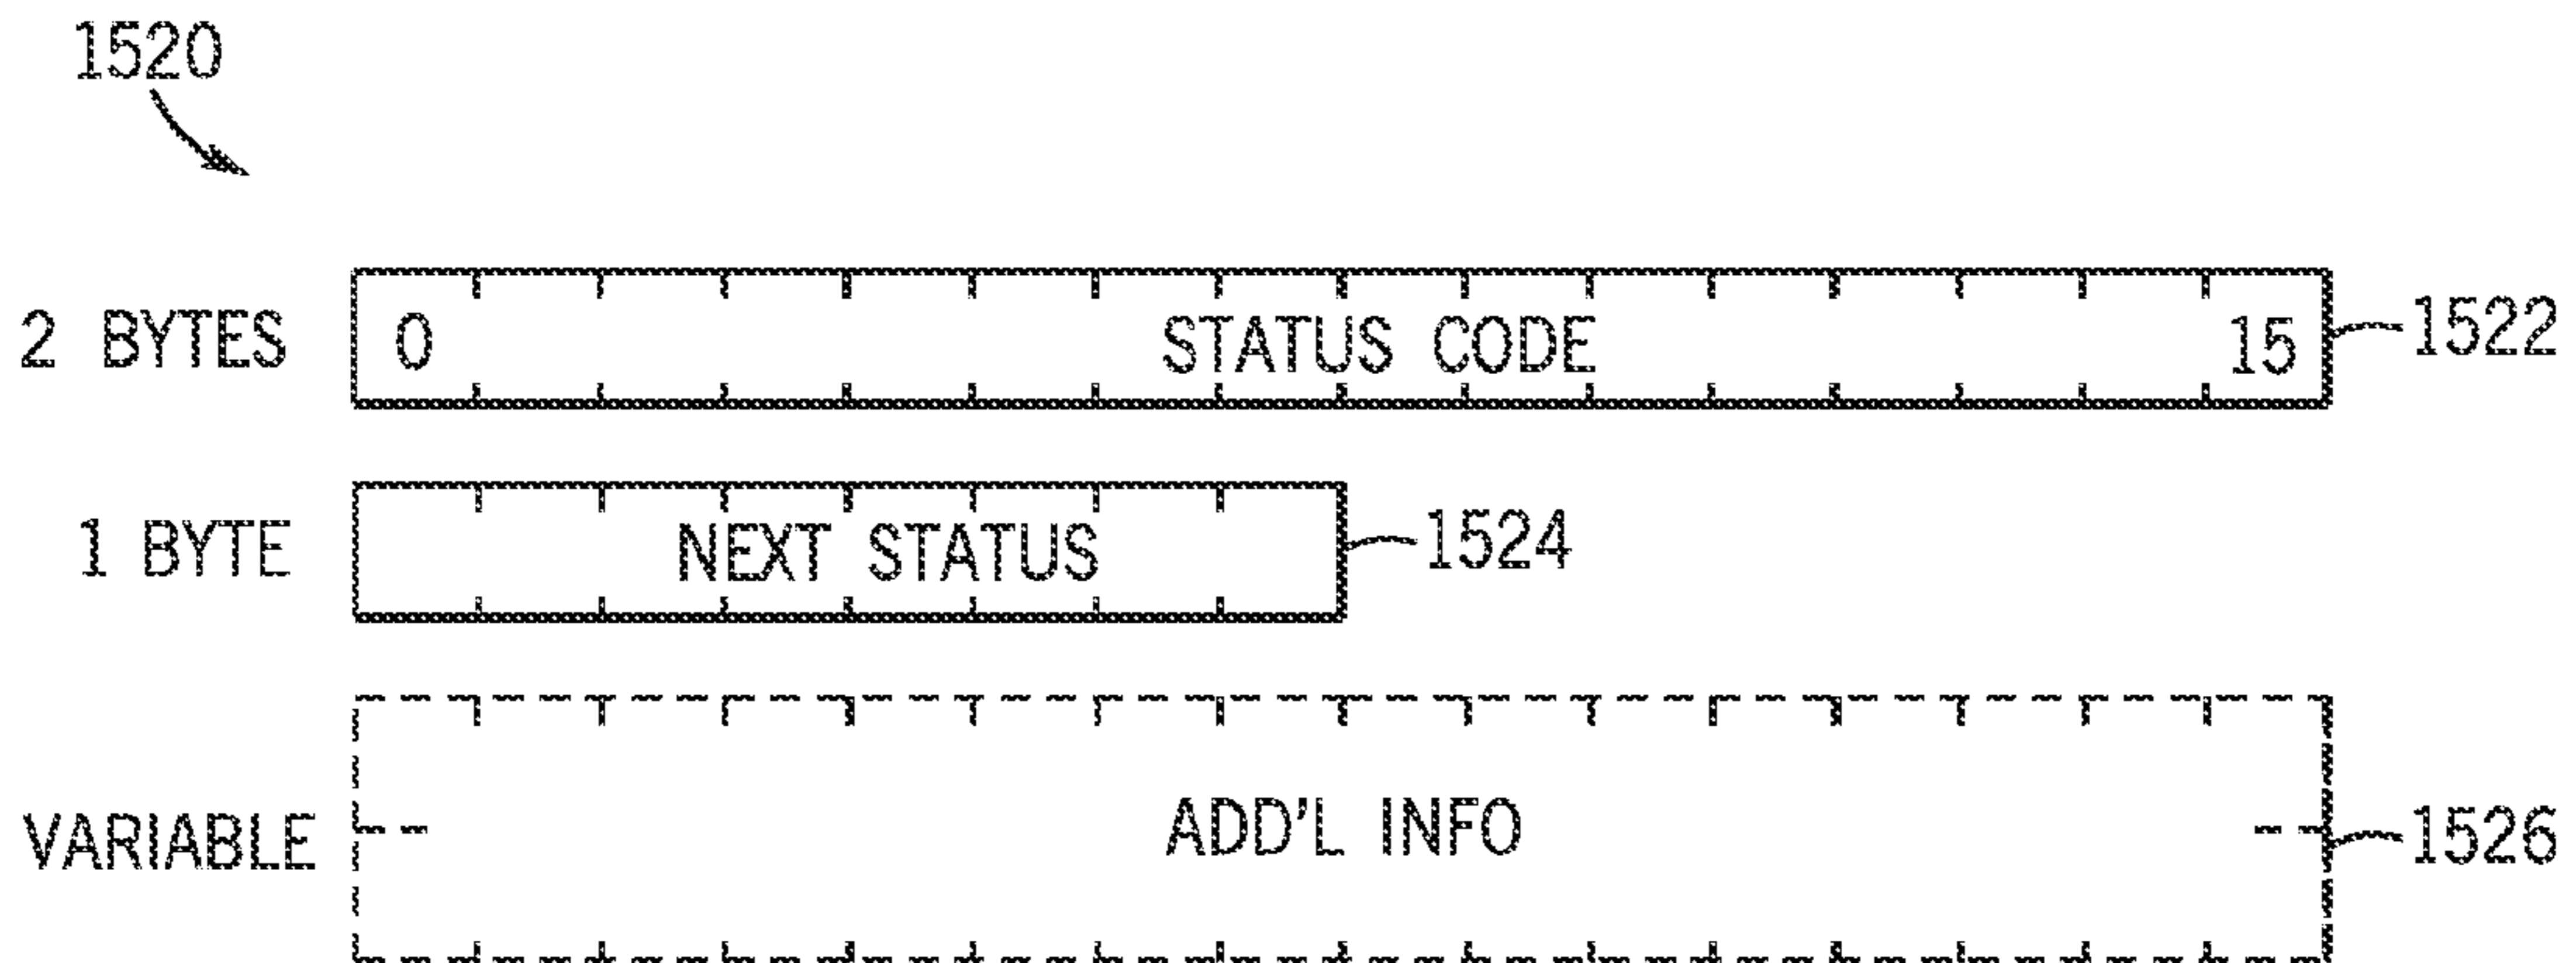 1520
2 BYTES 0 STATUS CODE 15 1522
1 BYTE NEXT STATUS 1524
VARIABLE ADD'L INFO 1526